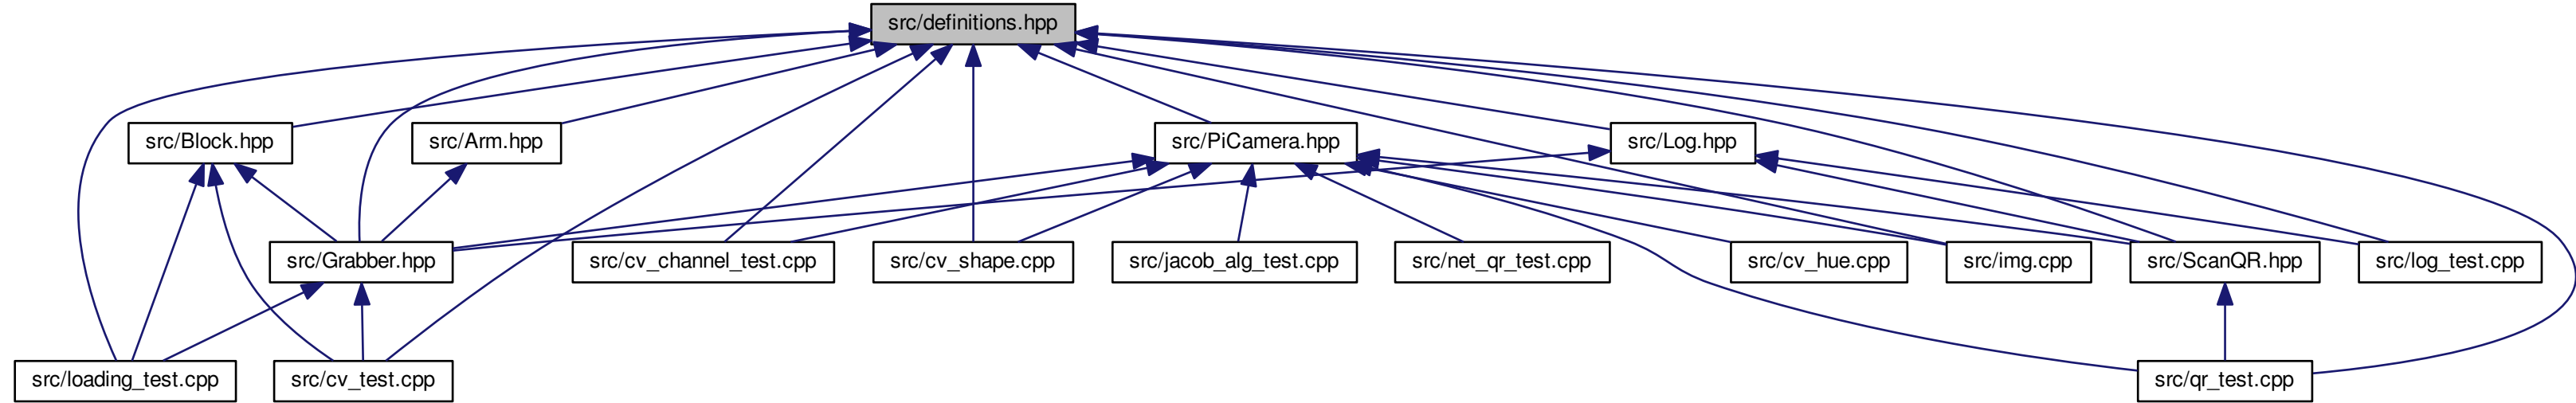 src/definitions.hpp
src/Block.hpp
src/Arm.hpp
src/PiCamera.hpp
src/Log.hpp
src/Grabber.hpp
src/cv_channel_test.cpp
src/cv_shape.cpp
src/jacob_alg_test.cpp
src/net_qr_test.cpp
src/cv_hue.cpp
src/img.cpp
src/ScanQR.hpp
src/log_test.cpp
src/loading_test.cpp
src/cv_test.cpp
src/qr_test.cpp